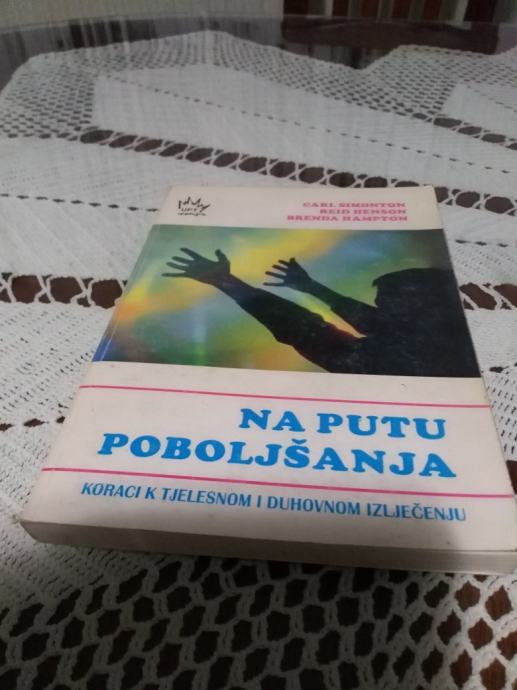 CARL SIMONTON
REID HENSON
BRENDA HAMPTON
NA PUTU
POBOLJŠANJA
KORACI K TJELESNOM I DUHOVNOM IZLJEČENJU